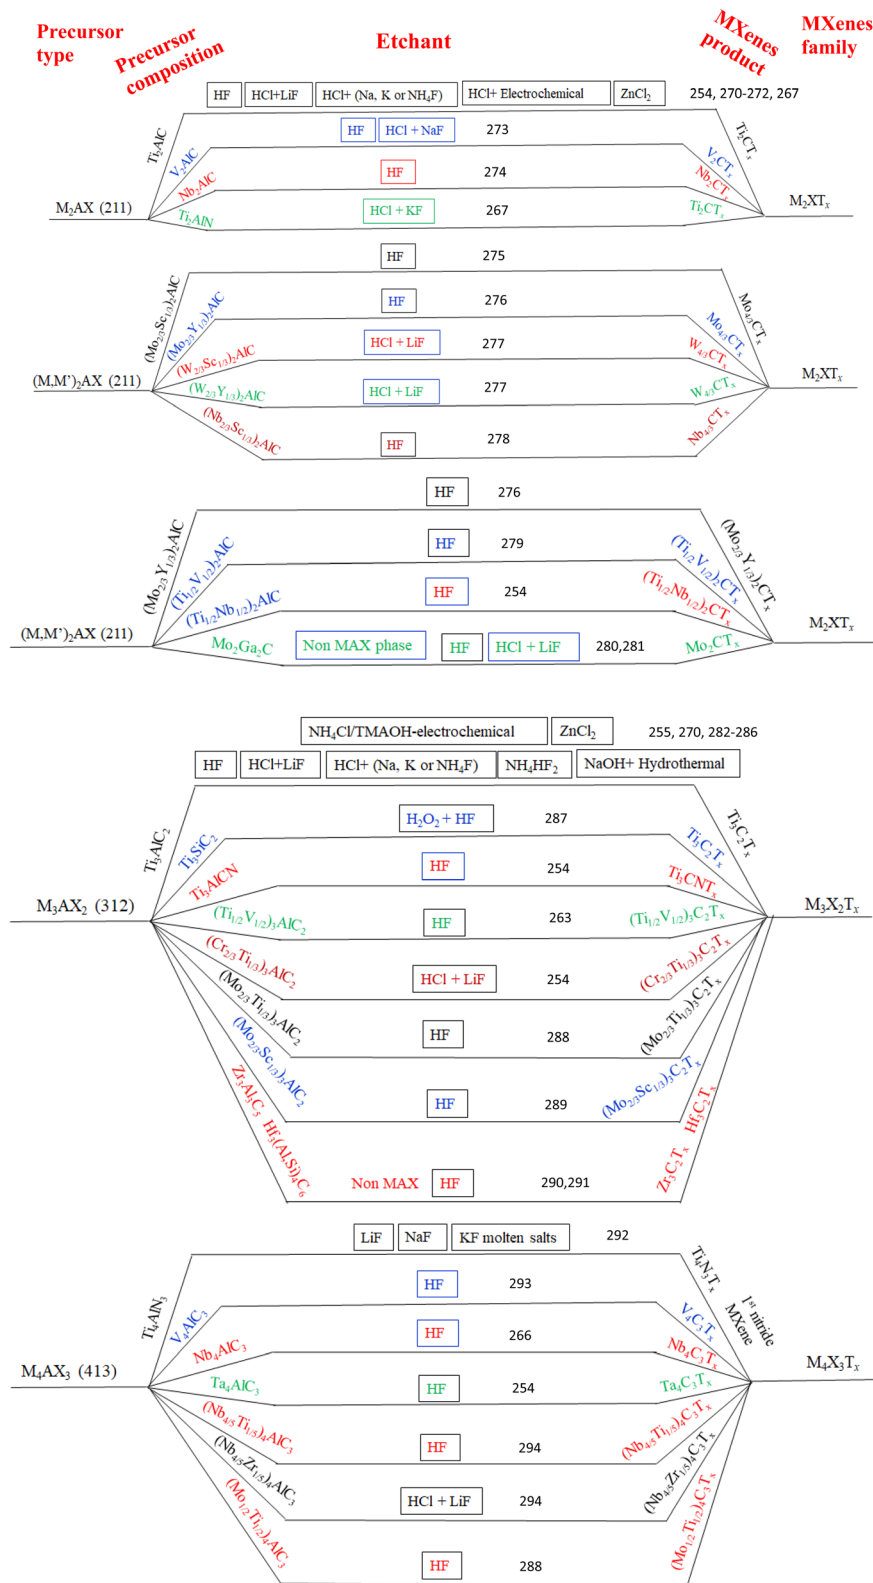 Precursor type
Precursor composition
Etchant
MXenes product
MXenes family
HF HCl+LiF HCl+ (Na, K or NH₄F) HCl+ Electrochemical ZnCl₂ 254, 270-272, 267
Ti₂AlC Ti₂CTₓ
HF HCl + NaF 273
V₂AlC V₂CTₓ
HF 274
Nb₂AlC Nb₂CTₓ
M₂AX (211) M₂XTₓ
HCl + KF 267
Ti₂AlN Ti₂CTₓ
HF 275
(Mo₂/₃Sc₁/₃)₂AlC Mo₄/₃CTₓ
HF 276
(Mo₂/₃Y₁/₃)₂AlC Mo₄/₃CTₓ
HCl + LiF 277
(W₂/₃Sc₁/₃)₂AlC W₄/₃CTₓ
(M,M’)₂AX (211) M₂XTₓ
HCl + LiF 277
(W₂/₃Y₁/₃)₂AlC W₄/₃CTₓ
HF 278
(Nb₂/₃Sc₁/₃)₂AlC Nb₄/₃CTₓ
HF 276
(Mo₂/₃Y₁/₃)₂AlC (Mo₂/₃Y₁/₃)₂CTₓ
HF 279
(Ti₁/₂V₁/₂)₂AlC (Ti₁/₂V₁/₂)₂CTₓ
HF 254
(Ti₁/₂Nb₁/₂)₂AlC (Ti₁/₂Nb₁/₂)₂CTₓ
(M,M’)₂AX (211) M₂XTₓ
Mo₂Ga₂C Non MAX phase HF HCl + LiF 280,281 Mo₂CTₓ
NH₄Cl/TMAOH-electrochemical ZnCl₂ 255, 270, 282-286
HF HCl+LiF HCl+ (Na, K or NH₄F) NH₄HF₂ NaOH+ Hydrothermal
Ti₃AlC₂ Ti₃C₂Tₓ
H₂O₂ + HF 287
Ti₃SiC₂ Ti₃C₂Tₓ
HF 254
Ti₃AlCN Ti₃CNTₓ
M₃AX₂ (312) M₃X₂Tₓ
(Ti₁/₂V₁/₂)₃AlC₂ HF 263 (Ti₁/₂V₁/₂)₃C₂Tₓ
(Cr₂/₃Ti₁/₃)₃AlC₂ HCl + LiF 254 (Cr₂/₃Ti₁/₃)₃C₂Tₓ
(Mo₂/₃Ti₁/₃)₃AlC₂ HF 288 (Mo₂/₃Ti₁/₃)₃C₂Tₓ
(Mo₂/₃Sc₁/₃)₃AlC₂ HF 289 (Mo₂/₃Sc₁/₃)₃C₂Tₓ
Zr₃Al₃C₅ Hf₃(Al,Si)₄C₆ Non MAX HF 290,291 Zr₃C₂Tₓ Hf₃C₂Tₓ
LiF NaF KF molten salts 292
Ti₄AlN₃ Ti₄N₃Tₓ
1st nitride MXene
HF 293
V₄AlC₃ V₄C₃Tₓ
HF 266
Nb₄AlC₃ Nb₄C₃Tₓ
M₄AX₃ (413) M₄X₃Tₓ
Ta₄AlC₃ HF 254 Ta₄C₃Tₓ
(Nb₄/₅Ti₁/₅)₄AlC₃ HF 294 (Nb₄/₅Ti₁/₅)₄C₃Tₓ
(Nb₄/₅Zr₁/₅)₄AlC₃ HCl + LiF 294 (Nb₄/₅Zr₁/₅)₄C₃Tₓ
(Mo₁/₂Ti₁/₂)₄AlC₃ HF 288 (Mo₁/₂Ti₁/₂)₄C₃Tₓ